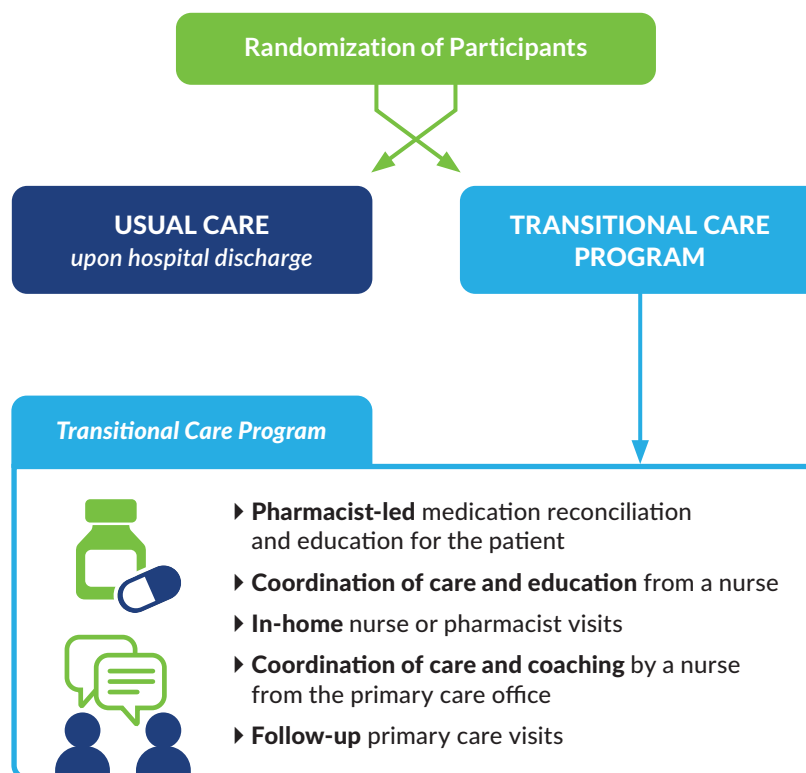 Randomization of Participants
USUAL CARE
upon hospital discharge
TRANSITIONAL CARE
PROGRAM
Transitional Care Program
Pharmacist-led medication reconciliation
and education for the patient
Coordination of care and education from a nurse
In-home nurse or pharmacist visits
Coordination of care and coaching by a nurse
from the primary care office
Follow-up primary care visits